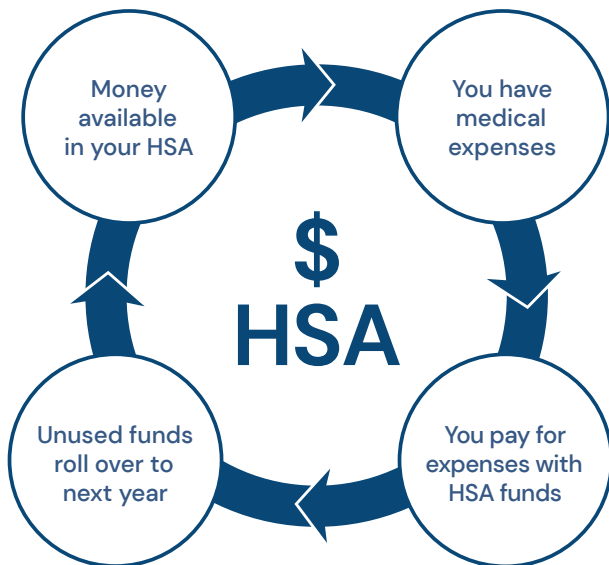 Money
available
in your HSA
You have
medical
expenses
$
HSA
Unused funds
roll over to
next year
You pay for
expenses with
HSA funds